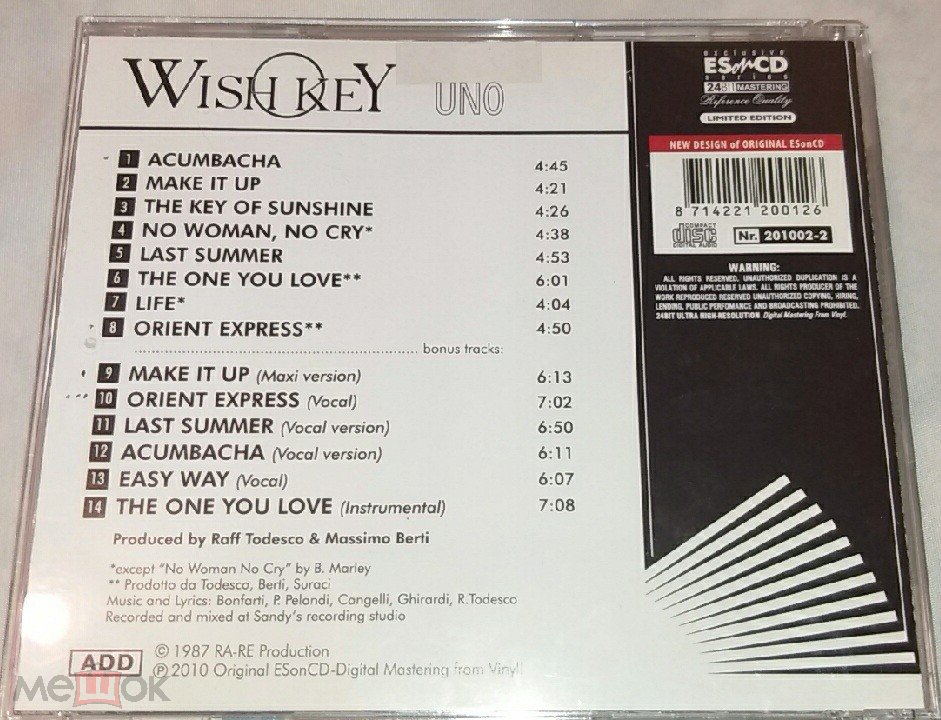 WISH KEY UNO
1 ACUMBACHA 4:45
2 MAKE IT UP 4:21
3 THE KEY OF SUNSHINE 4:26
4 NO WOMAN, NO CRY* 4:38
5 LAST SUMMER 4:53
6 THE ONE YOU LOVE** 6:01
7 LIFE* 4:04
8 ORIENT EXPRESS** 4:50
bonus tracks:
9 MAKE IT UP (Maxi version) 6:13
10 ORIENT EXPRESS (Vocal) 7:02
11 LAST SUMMER (Vocal version) 6:50
12 ACUMBACHA (Vocal version) 6:11
13 EASY WAY (Vocal) 6:07
14 THE ONE YOU LOVE (Instrumental) 7:08
Produced by Raff Todesco & Massimo Berti
*except "No Woman No Cry" by B. Marley
** Prodotto da Todesco, Berti, Suraci
Music and Lyrics: Bonfanti, P. Pelandi, Cangelli, Ghirardi, R.Todesco
Recorded and mixed at Sandy's recording studio
ADD
© 1987 RA-RE Production
℗ 2010 Original ESonCD-Digital Mastering from Vinyl!
exclusive
ESonCD
series
24BIT MASTERING
Reference Quality
LIMITED EDITION
NEW DESIGN of ORIGINAL ESonCD
8 714221 200126
COMPACT
disc
DIGITAL AUDIO
Nr. 201002-2
WARNING:
ALL RIGHTS RESERVED. UNAUTHORIZED DUPLICATION IS A
VIOLATION OF APPLICABLE LAWS. ALL RIGHTS PRODUCER OF THE
WORK REPRODUCED RESERVED UNAUTHORIZED COPYING, HIRING,
LENDING, PUBLIC PERFOMANCE AND BROADCASTING PROHIBITED.
24BIT ULTRA HIGH-RESOLUTION Digital Mastering From Vinyl.
мешок